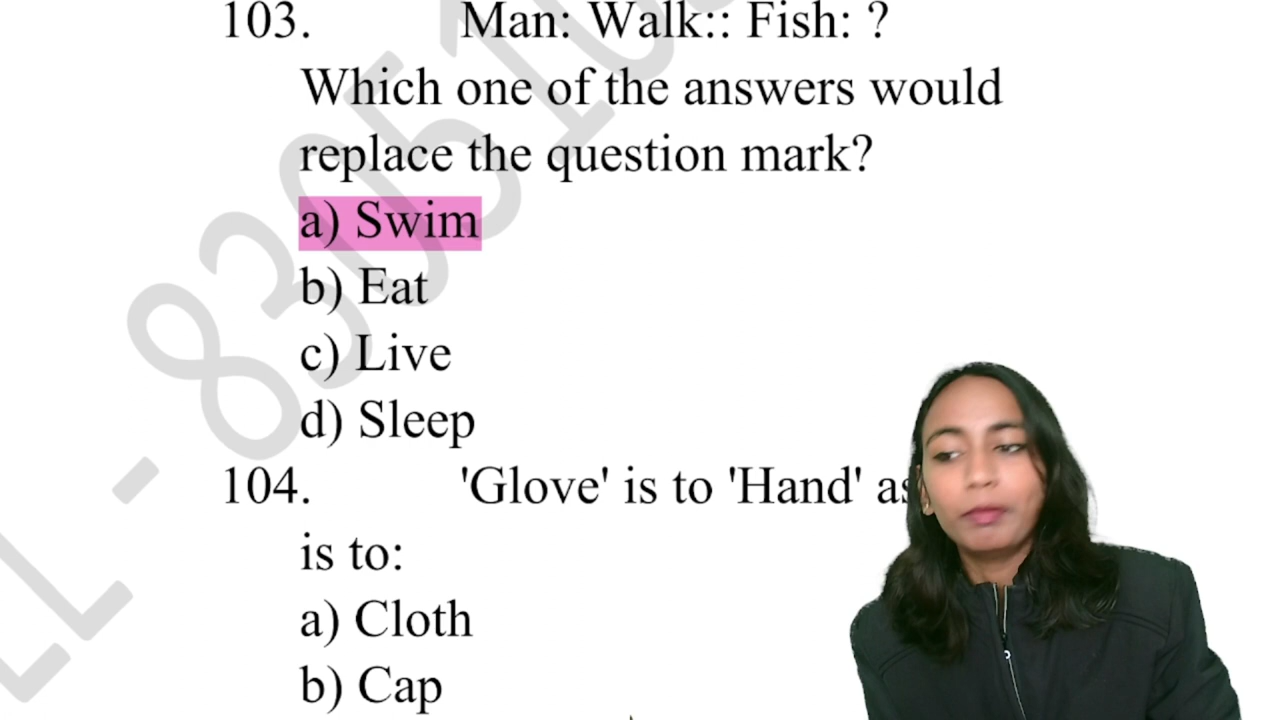 103. Man: Walk:: Fish: ?
Which one of the answers would
replace the question mark?
a) Swim
b) Eat
c) Live
d) Sleep
104. 'Glove' is to 'Hand' as
is to:
a) Cloth
b) Cap